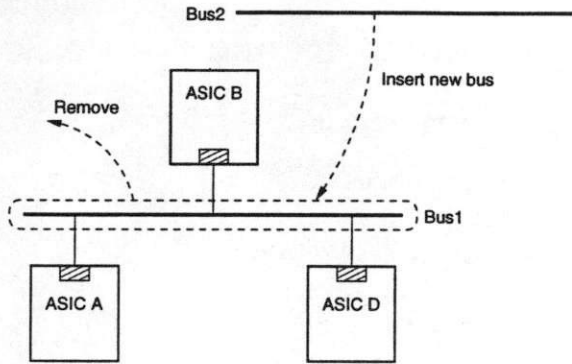 Bus2
ASIC B
Insert new bus
Remove
Bus1
ASIC A
ASIC D